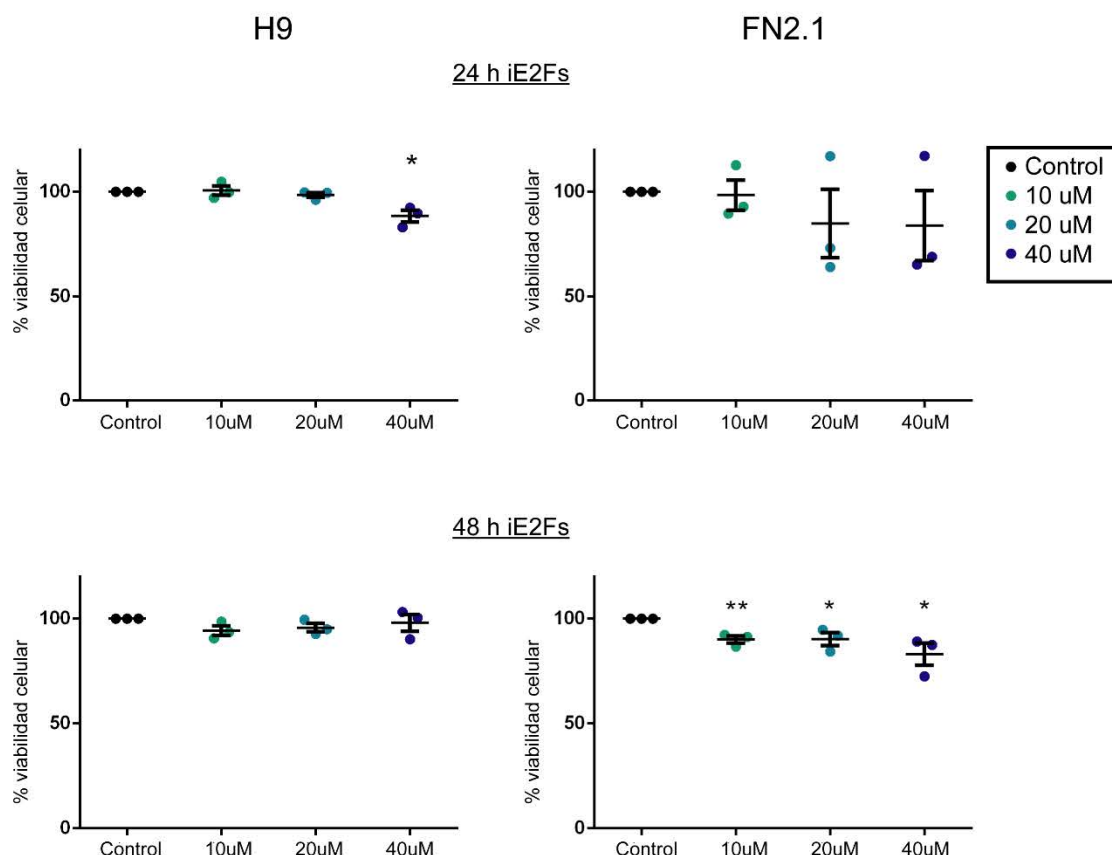 H9
FN2.1
24 h iE2Fs
% viabilidad celular
100
50
0
*
Control 10uM 20uM 40uM
% viabilidad celular
100
50
0
Control 10uM 20uM 40uM
Control
10 uM
20 uM
40 uM
48 h iE2Fs
% viabilidad celular
100
50
0
Control 10uM 20uM 40uM
% viabilidad celular
100
50
0
** * *
Control 10uM 20uM 40uM